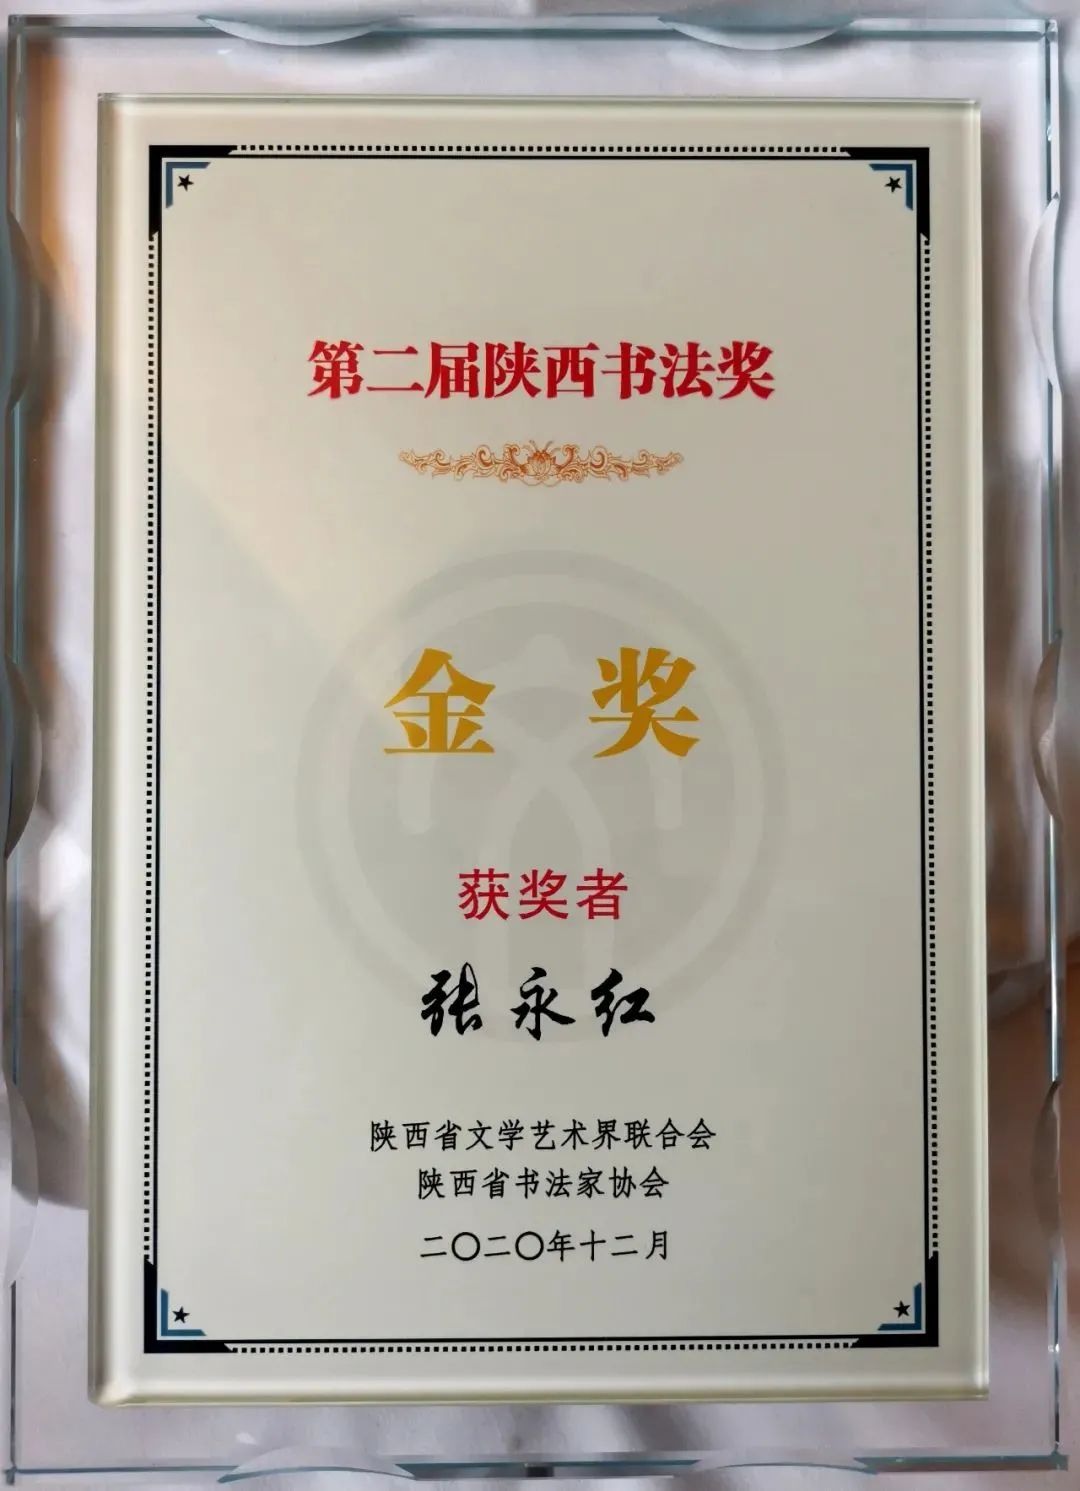 第二届陕西书法奖
金奖
获奖者
张永红
陕西省文学艺术界联合会
陕西省书法家协会
二〇二〇年十二月